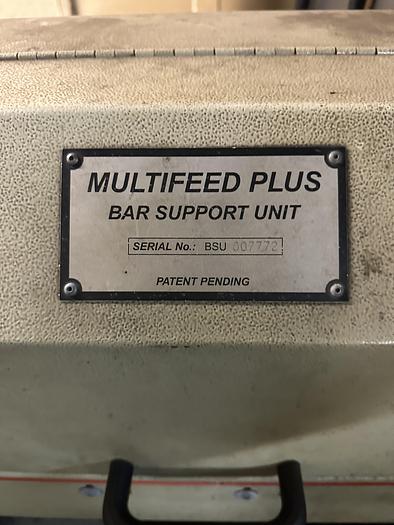 MULTIFEED PLUS
BAR SUPPORT UNIT
SERIAL No.: BSU 007772
PATENT PENDING